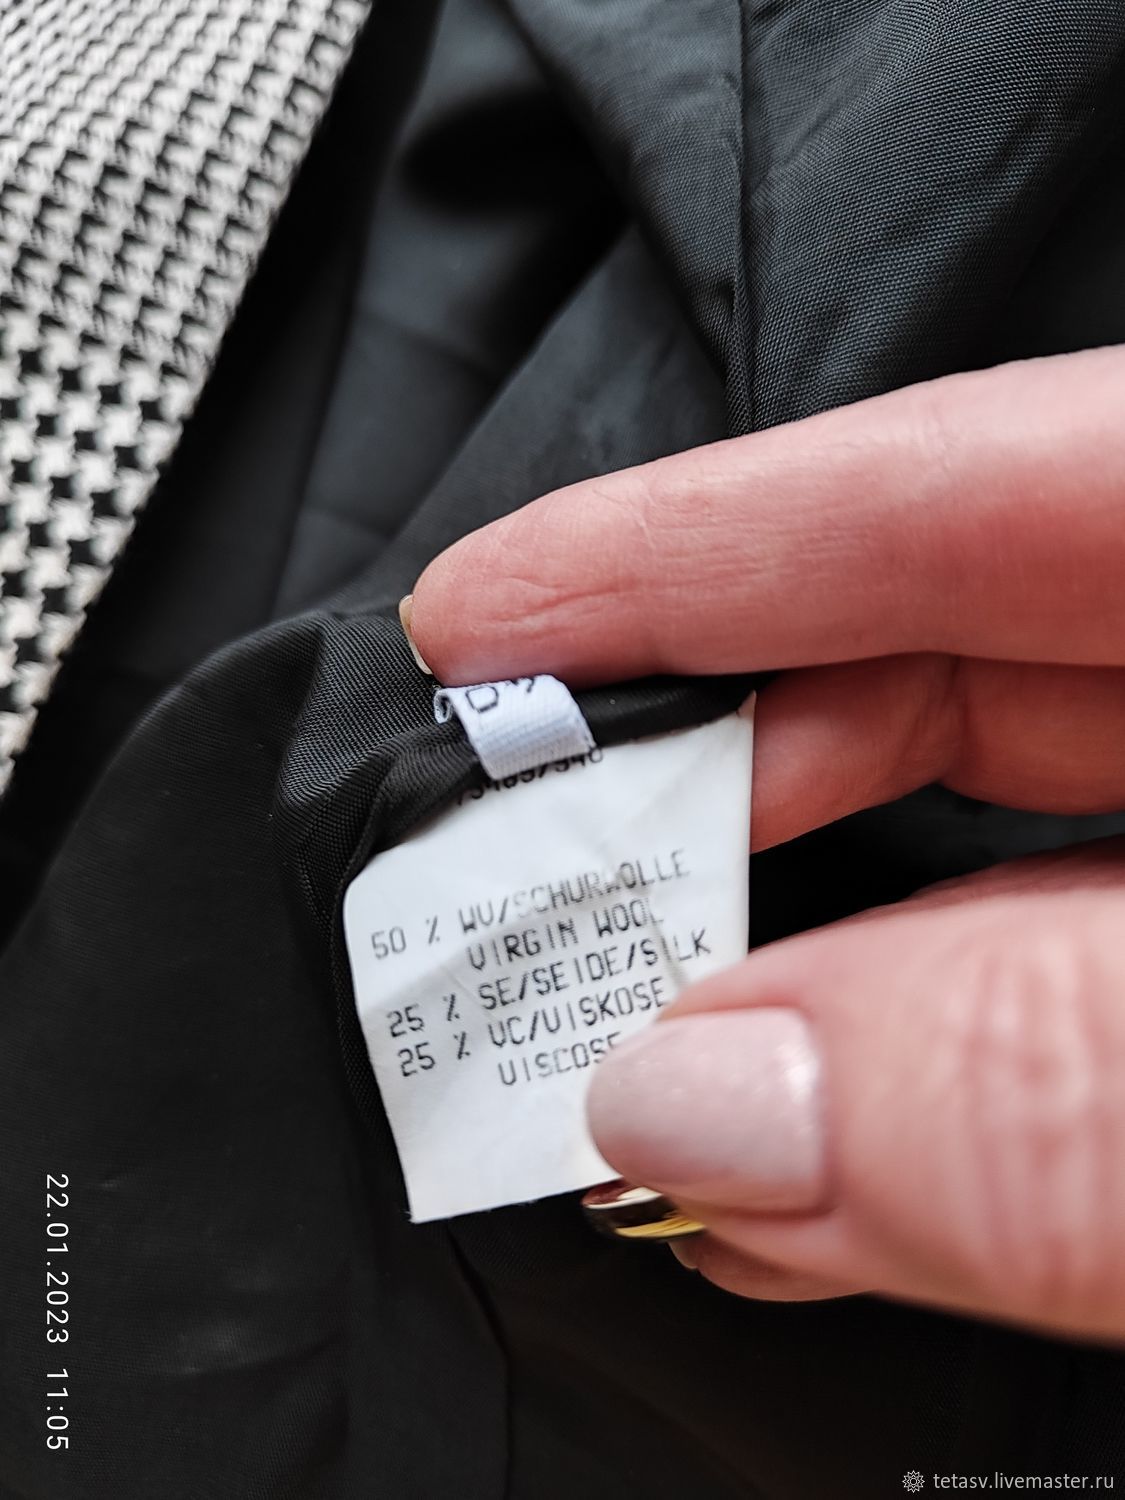 50 % WV/SCHURWOLLE
VIRGIN WOOL
25 % SE/SEIDE/SILK
25 % VC/VISKOSE
VISCOSE
22.01.2023 11:05
tetasv.livemaster.ru